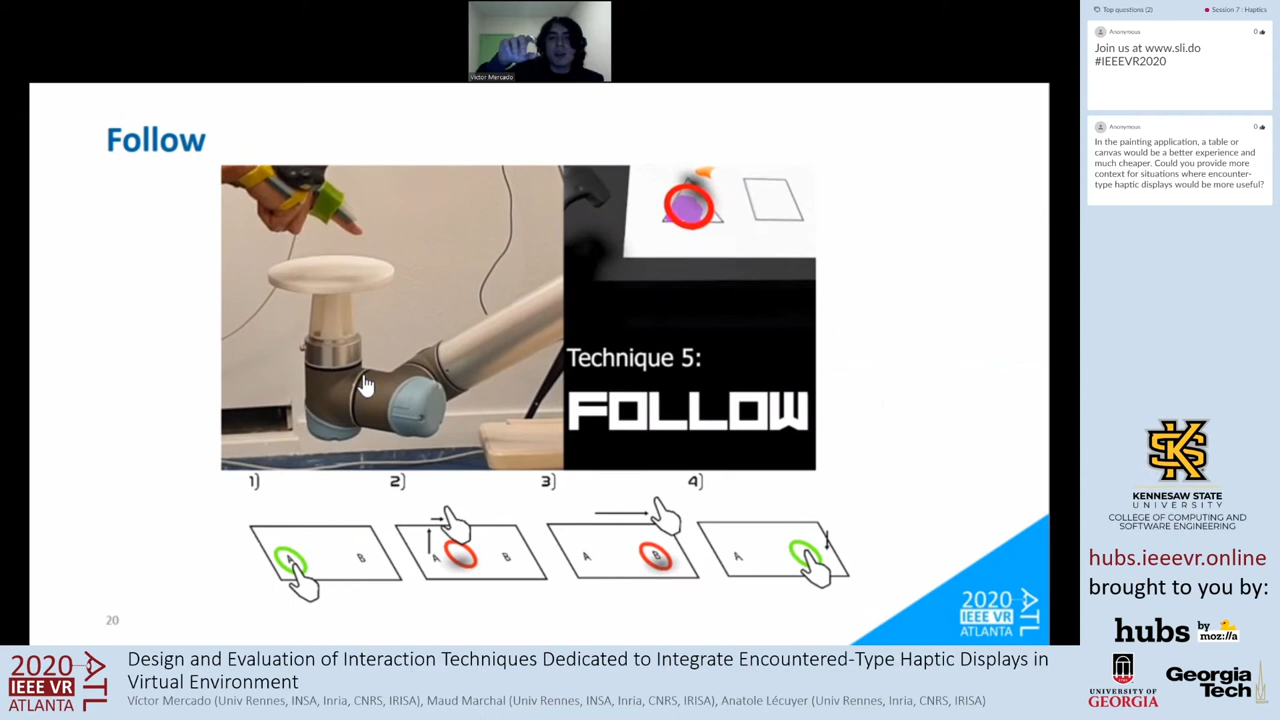 Victor Mercado
Top questions (2)
Session 7 : Haptics
Anonymous
0
Join us at www.sli.do
#IEEEVR2020
Anonymous
0
In the painting application, a table or
canvas would be a better experience and
much cheaper. Could you provide more
context for situations where encounter-
type haptic displays would be more useful?
Follow
Technique 5:
FOLLOW
1)
2)
3)
4)
A B
A B
A B
A
20
2020
IEEE VR
ATLANTA
ATL
KS
KENNESAW STATE
UNIVERSITY
COLLEGE OF COMPUTING AND
SOFTWARE ENGINEERING
hubs.ieeevr.online
brought to you by:
hubs by
moz://a
UNIVERSITY OF
GEORGIA
Georgia
Tech
2020
IEEE VR
ATLANTA
ATL
Design and Evaluation of Interaction Techniques Dedicated to Integrate Encountered-Type Haptic Displays in
Virtual Environment
Víctor Mercado (Univ Rennes, INSA, Inria, CNRS, IRISA), Maud Marchal (Univ Rennes, INSA, Inria, CNRS, IRISA), Anatole Lécuyer (Univ Rennes, Inria, CNRS, IRISA)